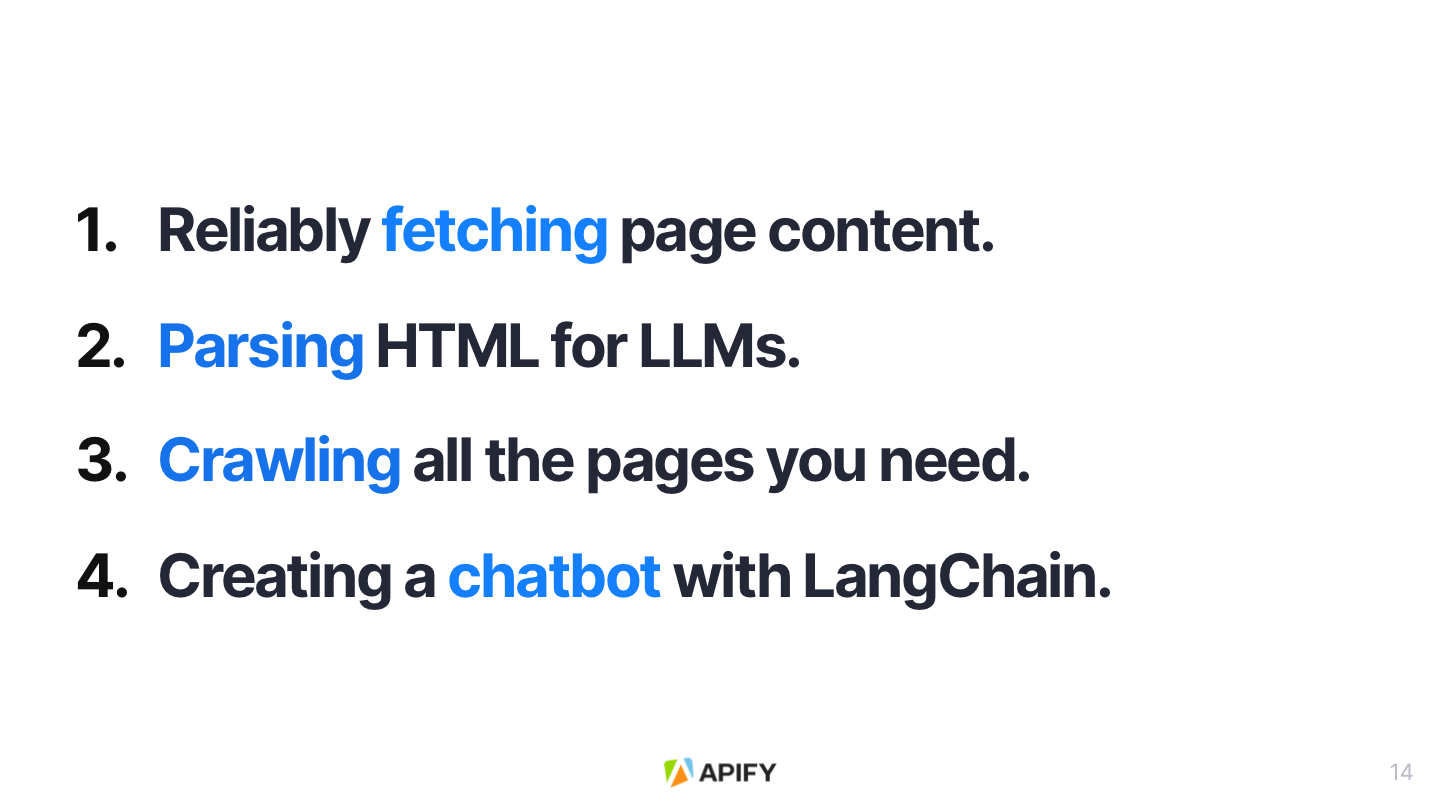 1. Reliably fetching page content.
2. Parsing HTML for LLMs.
3. Crawling all the pages you need.
4. Creating a chatbot with LangChain.
APIFY
14